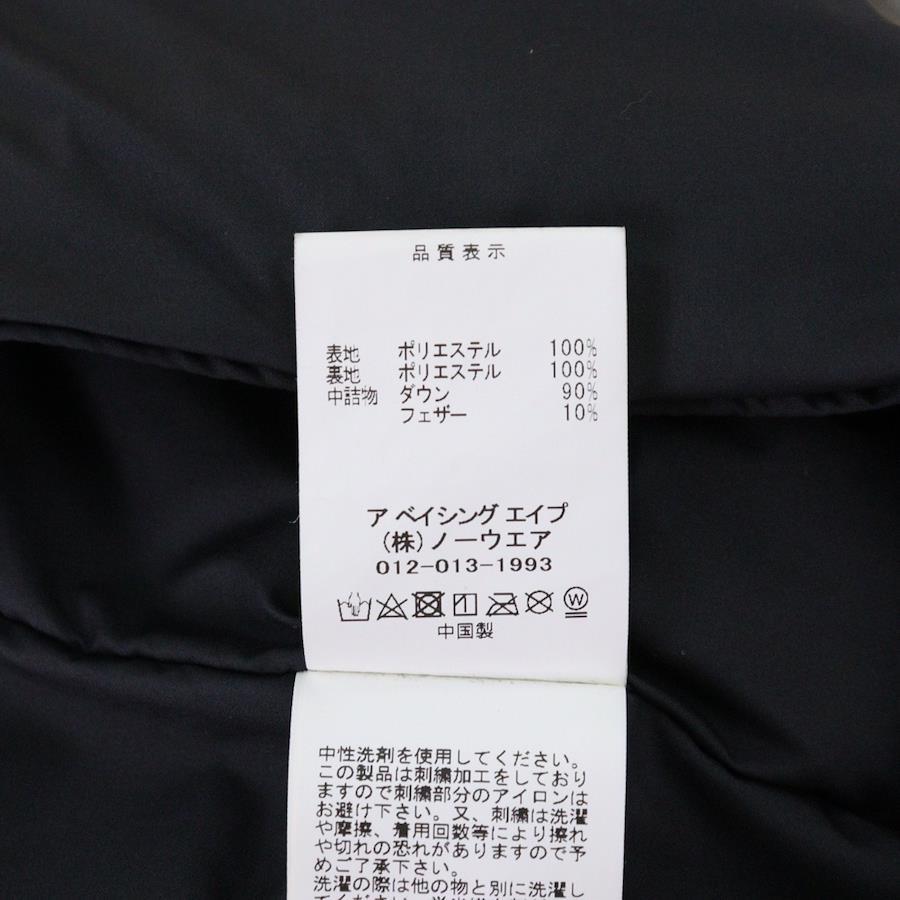 品質表示
表地 ポリエステル 100%
裏地 ポリエステル 100%
中詰物 ダウン 90%
フェザー 10%
ア ベイシング エイプ
(株)ノーウエア
012-013-1993
W
中国製
中性洗剤を使用してください。
この製品は刺繍加工をしており
ますので刺繍部分のアイロンは
お避け下さい。又、刺繍は洗濯
や摩擦、着用回数等により擦れ
や切れの恐れがありますので予
めご了承下さい。
洗濯の際は他の物と別に洗濯し
てください。